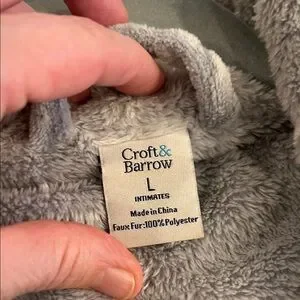 Croft&
Barrow
L
INTIMATES
Made in China
Faux Fur:100% Polyester